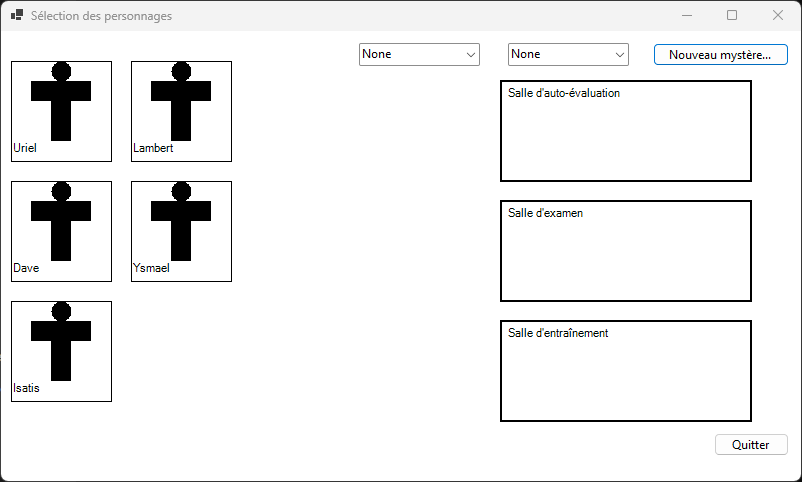 Sélection des personnages
None
None
Nouveau mystère...
Uriel
Lambert
Dave
Ysmael
Isatis
Salle d'auto-évaluation
Salle d'examen
Salle d'entraînement
Quitter